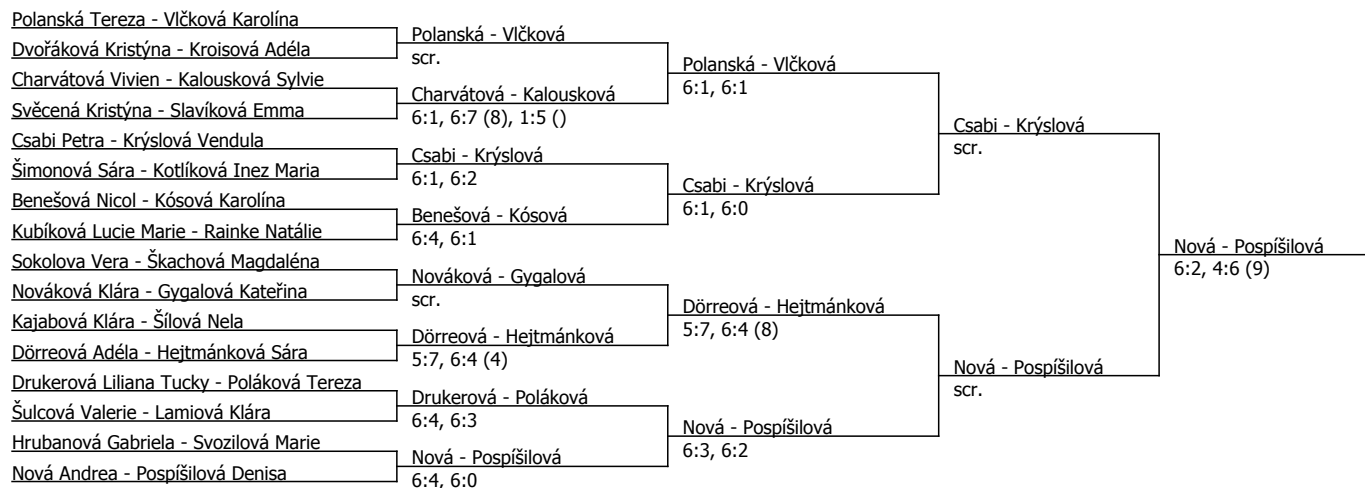 Polanská Tereza - Vlčková Karolína
Dvořáková Kristýna - Kroisová Adéla
Charvátová Vivien - Kalousková Sylvie
Svěcená Kristýna - Slavíková Emma
Csabi Petra - Krýslová Vendula
Šimonová Sára - Kotlíková Inez Maria
Benešová Nicol - Kósová Karolína
Kubíková Lucie Marie - Rainke Natálie
Sokolova Vera - Škachová Magdaléna
Nováková Klára - Gygalová Kateřina
Kajabová Klára - Šílová Nela
Dörreová Adéla - Hejtmánková Sára
Drukerová Liliana Tucky - Poláková Tereza
Šulcová Valerie - Lamiová Klára
Hrubanová Gabriela - Svozilová Marie
Nová Andrea - Pospíšilová Denisa
Polanská - Vlčková
scr.
Charvátová - Kalousková
6:1, 6:7 (8), 1:5 ()
Csabi - Krýslová
6:1, 6:2
Benešová - Kósová
6:4, 6:1
Nováková - Gygalová
scr.
Dörreová - Hejtmánková
5:7, 6:4 (4)
Drukerová - Poláková
6:4, 6:3
Nová - Pospíšilová
6:4, 6:0
Polanská - Vlčková
6:1, 6:1
Csabi - Krýslová
6:1, 6:0
Dörreová - Hejtmánková
5:7, 6:4 (8)
Nová - Pospíšilová
6:3, 6:2
Csabi - Krýslová
scr.
Nová - Pospíšilová
scr.
Nová - Pospíšilová
6:2, 4:6 (9)